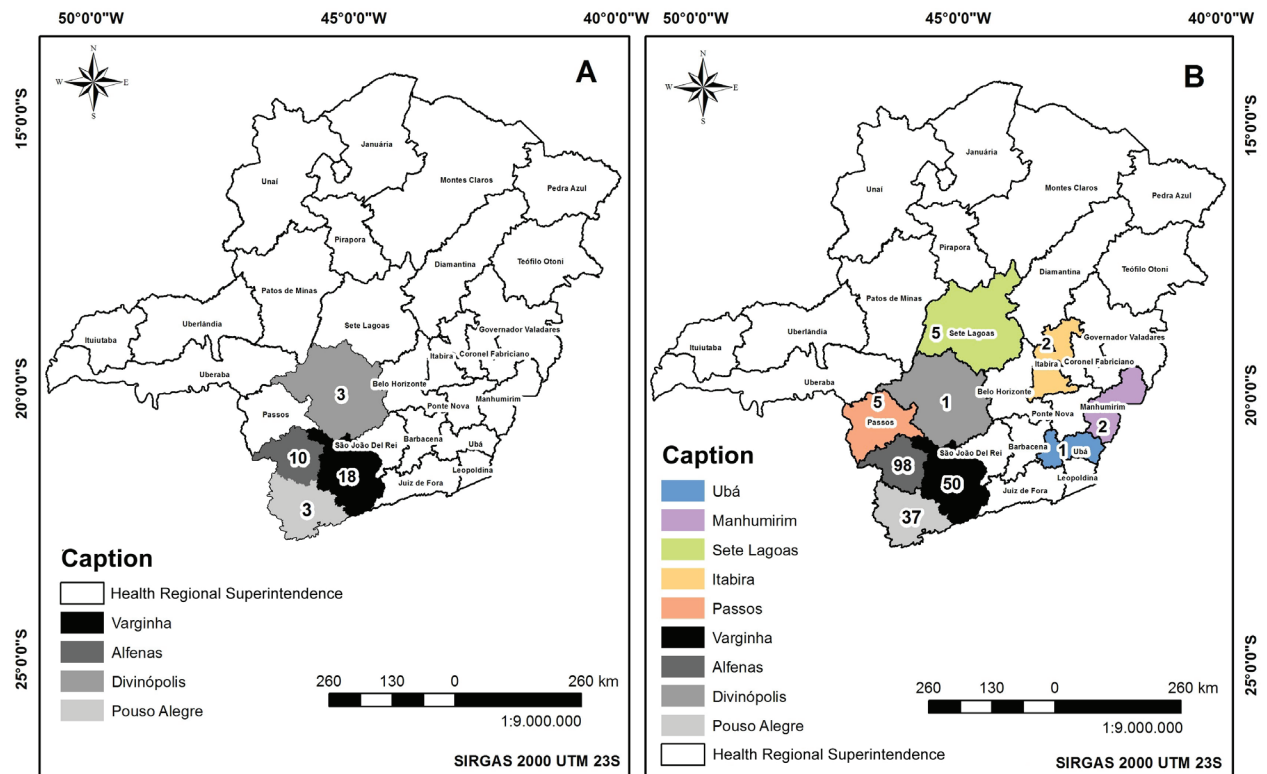 50°0'0"W 45°0'0"W 40°0'0"W 50°0'0"W 45°0'0"W 40°0'0"W
15°0'0"S
20°0'0"S
25°0'0"S
A
N
W E
S
Januária
Unaí
Montes Claros
Pedra Azul
Pirapora
Teófilo Otoni
Diamantina
Patos de Minas
Uberlândia
Sete Lagoas
Governador Valadares
Ituiutaba
Itabira Coronel Fabriciano
Uberaba
Belo Horizonte
3
Manhumirim
Passos
Ponte Nova
Barbacena
São João Del Rei
Ubá
10
Leopoldina
18
Juiz de Fora
3
Caption
Health Regional Superintendence
Varginha
Alfenas
Divinópolis
Pouso Alegre
260 130 0 260 km
1:9.000.000
SIRGAS 2000 UTM 23S
B
N
W E
S
Januária
Unaí
Montes Claros
Pedra Azul
Pirapora
Teófilo Otoni
Diamantina
Patos de Minas
Uberlândia
5 Sete Lagoas
2
Governador Valadares
Ituiutaba
Itabira Coronel Fabriciano
Uberaba
Belo Horizonte
5
1
Manhumirim
Passos
Ponte Nova
2
Barbacena
1
Ubá
São João Del Rei
98
Leopoldina
50
Juiz de Fora
37
Caption
Ubá
Manhumirim
Sete Lagoas
Itabira
Passos
Varginha
Alfenas
Divinópolis
Pouso Alegre
Health Regional Superintendence
260 130 0 260 km
1:9.000.000
SIRGAS 2000 UTM 23S
15°0'0"S
20°0'0"S
25°0'0"S